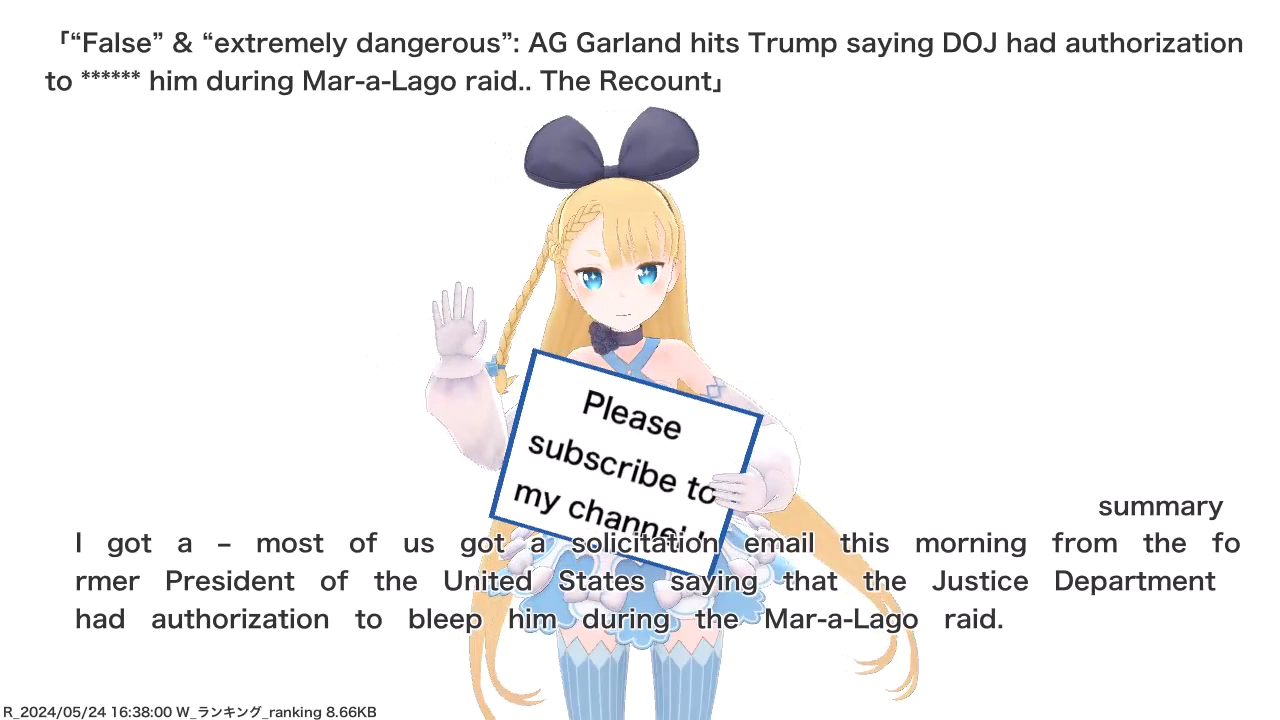 「“False” & “extremely dangerous”: AG Garland hits Trump saying DOJ had authorization
to ****** him during Mar-a-Lago raid.. The Recount」
Please
subscribe to
my channel!
summary
I got a – most of us got a solicitation email this morning from the fo
rmer President of the United States saying that the Justice Department
had authorization to bleep him during the Mar-a-Lago raid.
R_2024/05/24 16:38:00 W_ランキング_ranking 8.66KB